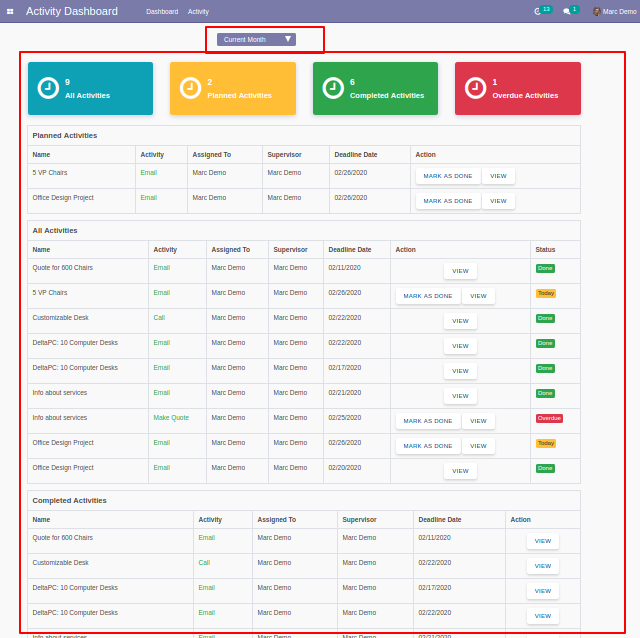 Activity Dashboard Dashboard Activity 13 1 Marc Demo
Current Month
9 2 6 1
All Activities Planned Activities Completed Activities Overdue Activities
Planned Activities
Name Activity Assigned To Supervisor Deadline Date Action
5 VP Chairs Email Marc Demo Marc Demo 02/26/2020 MARK AS DONE VIEW
Office Design Project Email Marc Demo Marc Demo 02/26/2020 MARK AS DONE VIEW
All Activities
Name Activity Assigned To Supervisor Deadline Date Action Status
Quote for 600 Chairs Email Marc Demo Marc Demo 02/11/2020 VIEW Done
5 VP Chairs Email Marc Demo Marc Demo 02/26/2020 MARK AS DONE VIEW Today
Customizable Desk Call Marc Demo Marc Demo 02/22/2020 VIEW Done
DeltaPC: 10 Computer Desks Email Marc Demo Marc Demo 02/22/2020 VIEW Done
DeltaPC: 10 Computer Desks Email Marc Demo Marc Demo 02/17/2020 VIEW Done
Info about services Email Marc Demo Marc Demo 02/21/2020 VIEW Done
Info about services Make Quote Marc Demo Marc Demo 02/25/2020 MARK AS DONE VIEW Overdue
Office Design Project Email Marc Demo Marc Demo 02/26/2020 MARK AS DONE VIEW Today
Office Design Project Email Marc Demo Marc Demo 02/20/2020 VIEW Done
Completed Activities
Name Activity Assigned To Supervisor Deadline Date Action
Quote for 600 Chairs Email Marc Demo Marc Demo 02/11/2020 VIEW
Customizable Desk Call Marc Demo Marc Demo 02/22/2020 VIEW
DeltaPC: 10 Computer Desks Email Marc Demo Marc Demo 02/17/2020 VIEW
DeltaPC: 10 Computer Desks Email Marc Demo Marc Demo 02/22/2020 VIEW
Info about services Email Marc Demo Marc Demo 02/21/2020